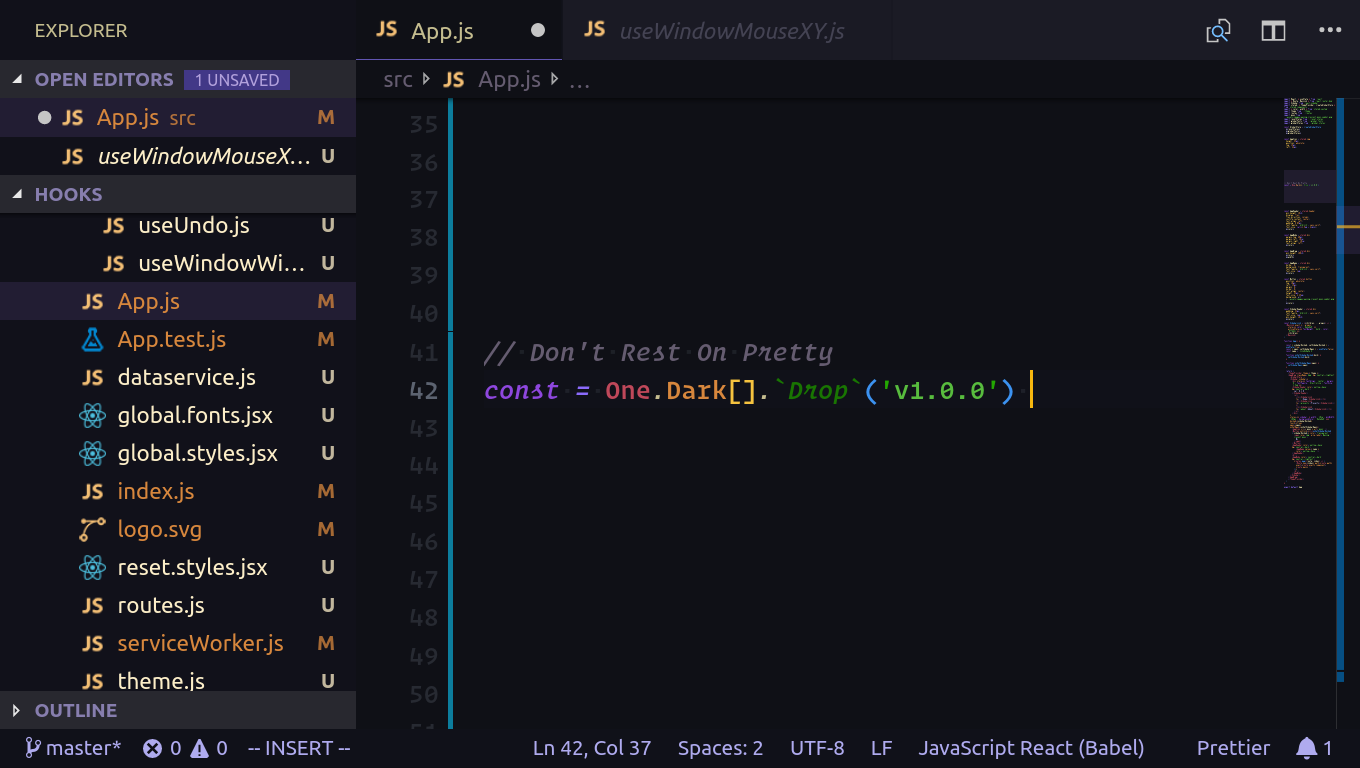 EXPLORER
OPEN EDITORS 1 UNSAVED
JS App.js src M
JS useWindowMouseX... U
HOOKS
JS useUndo.js U
JS useWindowWi... U
JS App.js M
App.test.js M
JS dataservice.js U
global.fonts.jsx U
global.styles.jsx U
JS index.js M
logo.svg M
reset.styles.jsx U
JS routes.js U
JS serviceWorker.js M
JS theme.js U
OUTLINE
JS App.js
JS useWindowMouseXY.js
src JS App.js ...
35
36
37
38
39
40
41 // Don't Rest On Pretty
42 const = One.Dark[].`Drop`('v1.0.0')
43
44
45
46
47
48
49
50
51
master* 0 0 -- INSERT -- Ln 42, Col 37 Spaces: 2 UTF-8 LF JavaScript React (Babel) Prettier 1